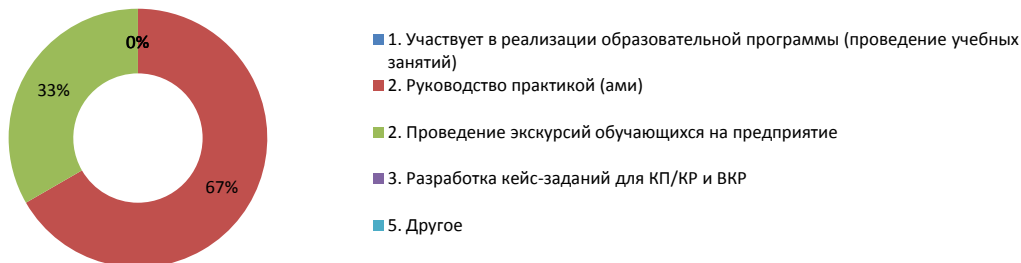 0%
33%
67%
1. Участвует в реализации образовательной программы (проведение учебных
занятий)
2. Руководство практикой (ами)
2. Проведение экскурсий обучающихся на предприятие
3. Разработка кейс-заданий для КП/КР и ВКР
5. Другое